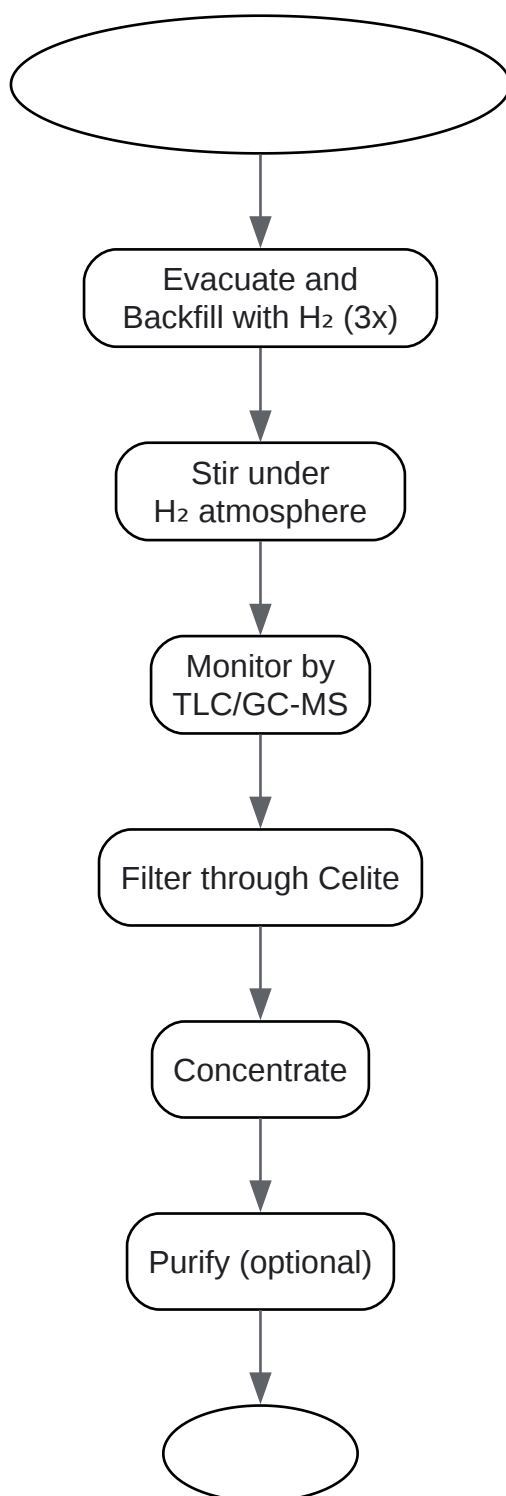 Evacuate and
Backfill with H₂ (3x)
Stir under
H₂ atmosphere
Monitor by
TLC/GC-MS
Filter through Celite
Concentrate
Purify (optional)